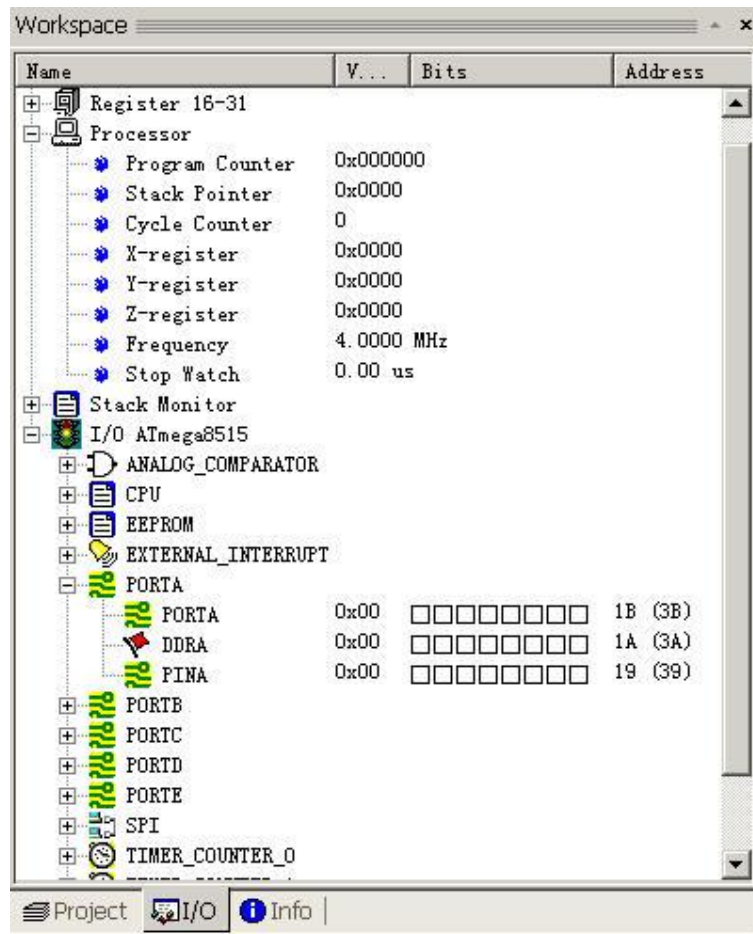 Workspace
Name V... Bits Address
Register 16-31
Processor
Program Counter 0x000000
Stack Pointer 0x0000
Cycle Counter 0
X-register 0x0000
Y-register 0x0000
Z-register 0x0000
Frequency 4.0000 MHz
Stop Watch 0.00 us
Stack Monitor
I/O ATmega8515
ANALOG_COMPARATOR
CPU
EEPROM
EXTERNAL_INTERRUPT
PORTA
PORTA 0x00 1B (3B)
DDRA 0x00 1A (3A)
PINA 0x00 19 (39)
PORTB
PORTC
PORTD
PORTE
SPI
TIMER_COUNTER_0
Project I/O Info